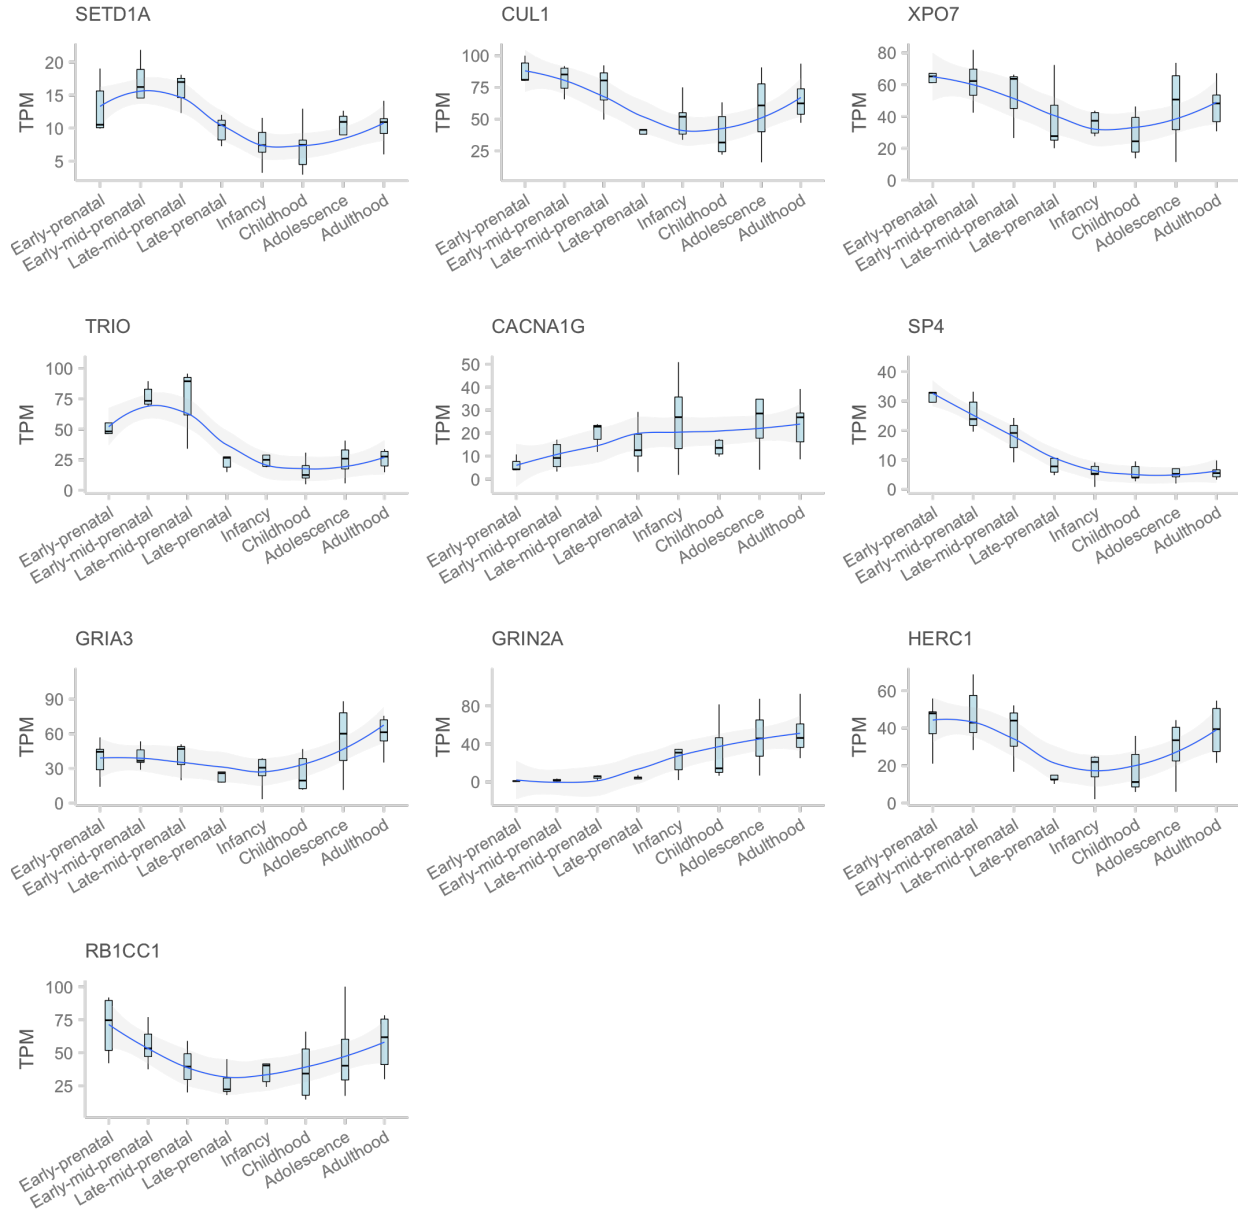 SETD1A
TPM
20
15
10
5
Early-prenatal
Early-mid-prenatal
Late-mid-prenatal
Late-prenatal
Infancy
Childhood
Adolescence
Adulthood
CUL1
TPM
100
75
50
25
Early-prenatal
Early-mid-prenatal
Late-mid-prenatal
Late-prenatal
Infancy
Childhood
Adolescence
Adulthood
XPO7
TPM
80
60
40
20
0
Early-prenatal
Early-mid-prenatal
Late-mid-prenatal
Late-prenatal
Infancy
Childhood
Adolescence
Adulthood
TRIO
TPM
100
75
50
25
0
Early-prenatal
Early-mid-prenatal
Late-mid-prenatal
Late-prenatal
Infancy
Childhood
Adolescence
Adulthood
CACNA1G
TPM
50
40
30
20
10
0
Early-prenatal
Early-mid-prenatal
Late-mid-prenatal
Late-prenatal
Infancy
Childhood
Adolescence
Adulthood
SP4
TPM
40
30
20
10
0
Early-prenatal
Early-mid-prenatal
Late-mid-prenatal
Late-prenatal
Infancy
Childhood
Adolescence
Adulthood
GRIA3
TPM
90
60
30
0
Early-prenatal
Early-mid-prenatal
Late-mid-prenatal
Late-prenatal
Infancy
Childhood
Adolescence
Adulthood
GRIN2A
TPM
80
40
0
Early-prenatal
Early-mid-prenatal
Late-mid-prenatal
Late-prenatal
Infancy
Childhood
Adolescence
Adulthood
HERC1
TPM
60
40
20
0
Early-prenatal
Early-mid-prenatal
Late-mid-prenatal
Late-prenatal
Infancy
Childhood
Adolescence
Adulthood
RB1CC1
TPM
100
75
50
25
Early-prenatal
Early-mid-prenatal
Late-mid-prenatal
Late-prenatal
Infancy
Childhood
Adolescence
Adulthood